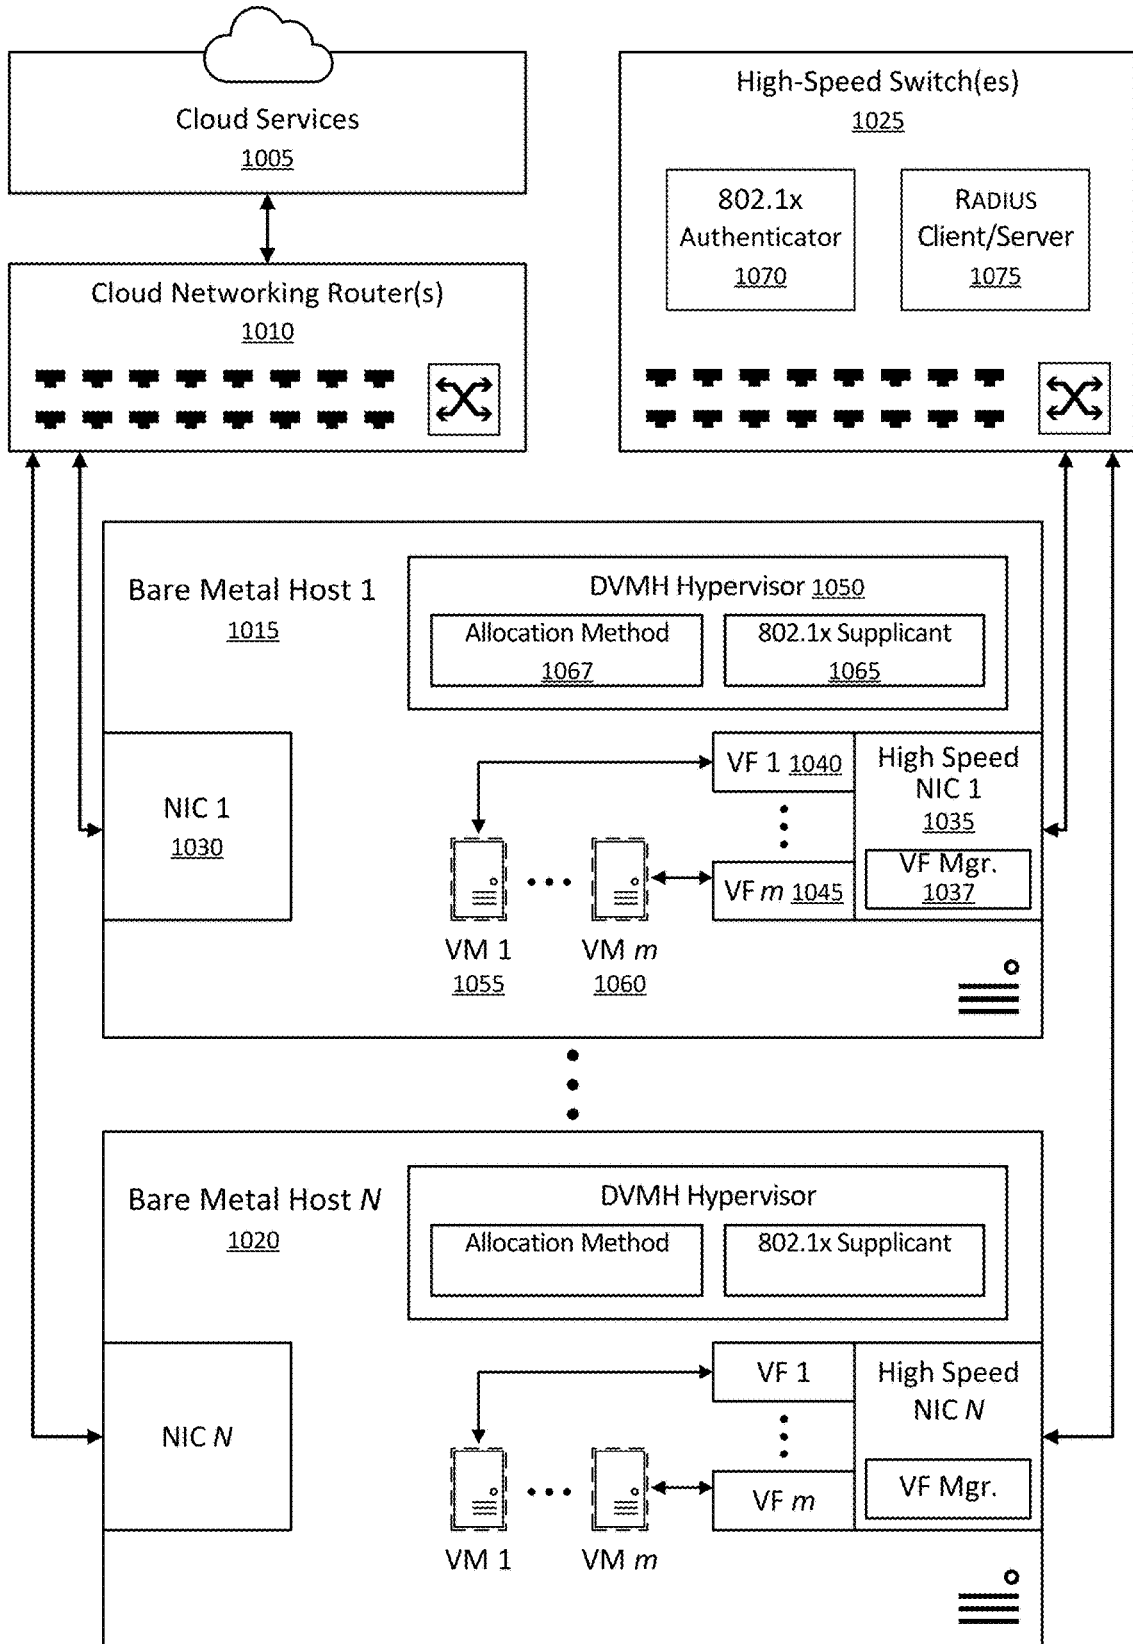 Cloud Services
1005
High-Speed Switch(es)
1025
802.1x
Authenticator
1070
RADIUS
Client/Server
1075
Cloud Networking Router(s)
1010
Bare Metal Host 1
1015
DVMH Hypervisor 1050
Allocation Method
1067
802.1x Supplicant
1065
NIC 1
1030
VF 1 1040
High Speed
NIC 1
1035
VF Mgr.
1037
VF m 1045
VM 1
1055
VM m
1060
Bare Metal Host N
1020
DVMH Hypervisor
Allocation Method
802.1x Supplicant
NIC N
VF 1
High Speed
NIC N
VF Mgr.
VF m
VM 1
VM m